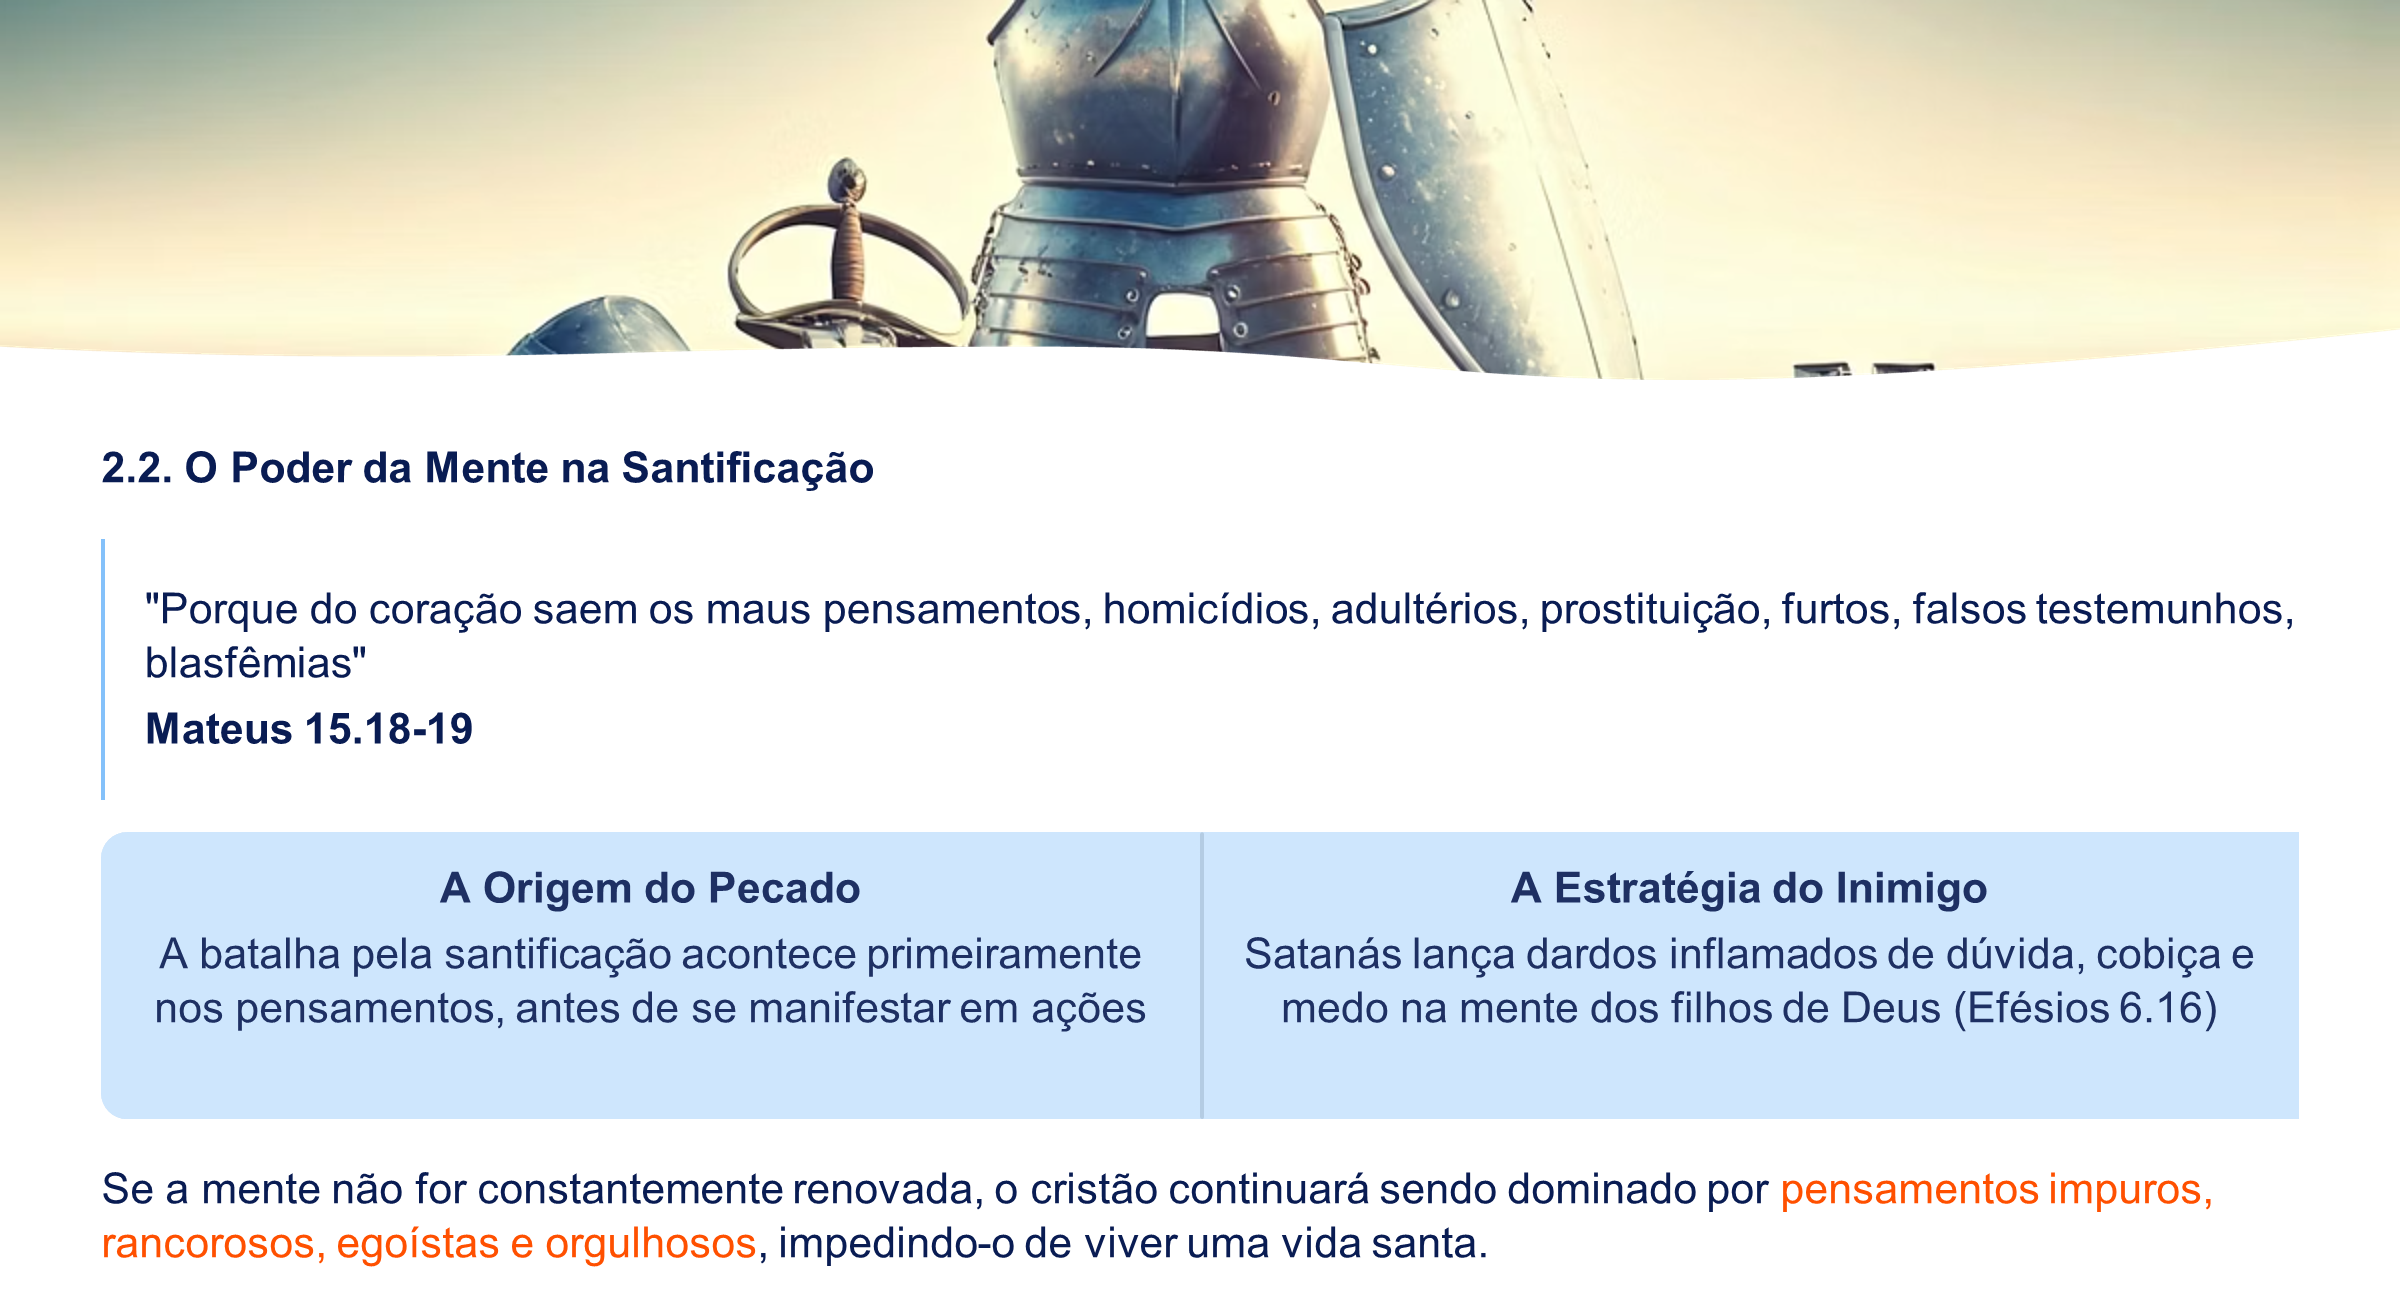 2.2. O Poder da Mente na Santificação
"Porque do coração saem os maus pensamentos, homicídios, adultérios, prostituição, furtos, falsos testemunhos,
blasfêmias"
Mateus 15.18-19
A Origem do Pecado
A batalha pela santificação acontece primeiramente
nos pensamentos, antes de se manifestar em ações
A Estratégia do Inimigo
Satanás lança dardos inflamados de dúvida, cobiça e
medo na mente dos filhos de Deus (Efésios 6.16)
Se a mente não for constantemente renovada, o cristão continuará sendo dominado por pensamentos impuros,
rancorosos, egoístas e orgulhosos, impedindo-o de viver uma vida santa.